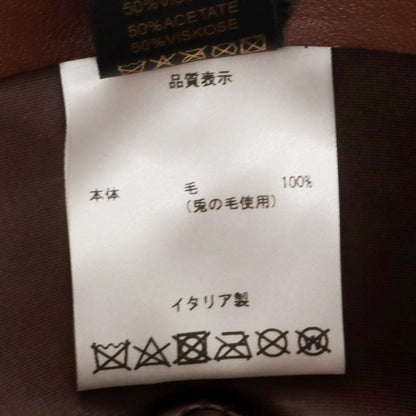 50% ACETATE
50% VISKOSE
品質表示
本体 毛 100%
(兎の毛使用)
イタリア製